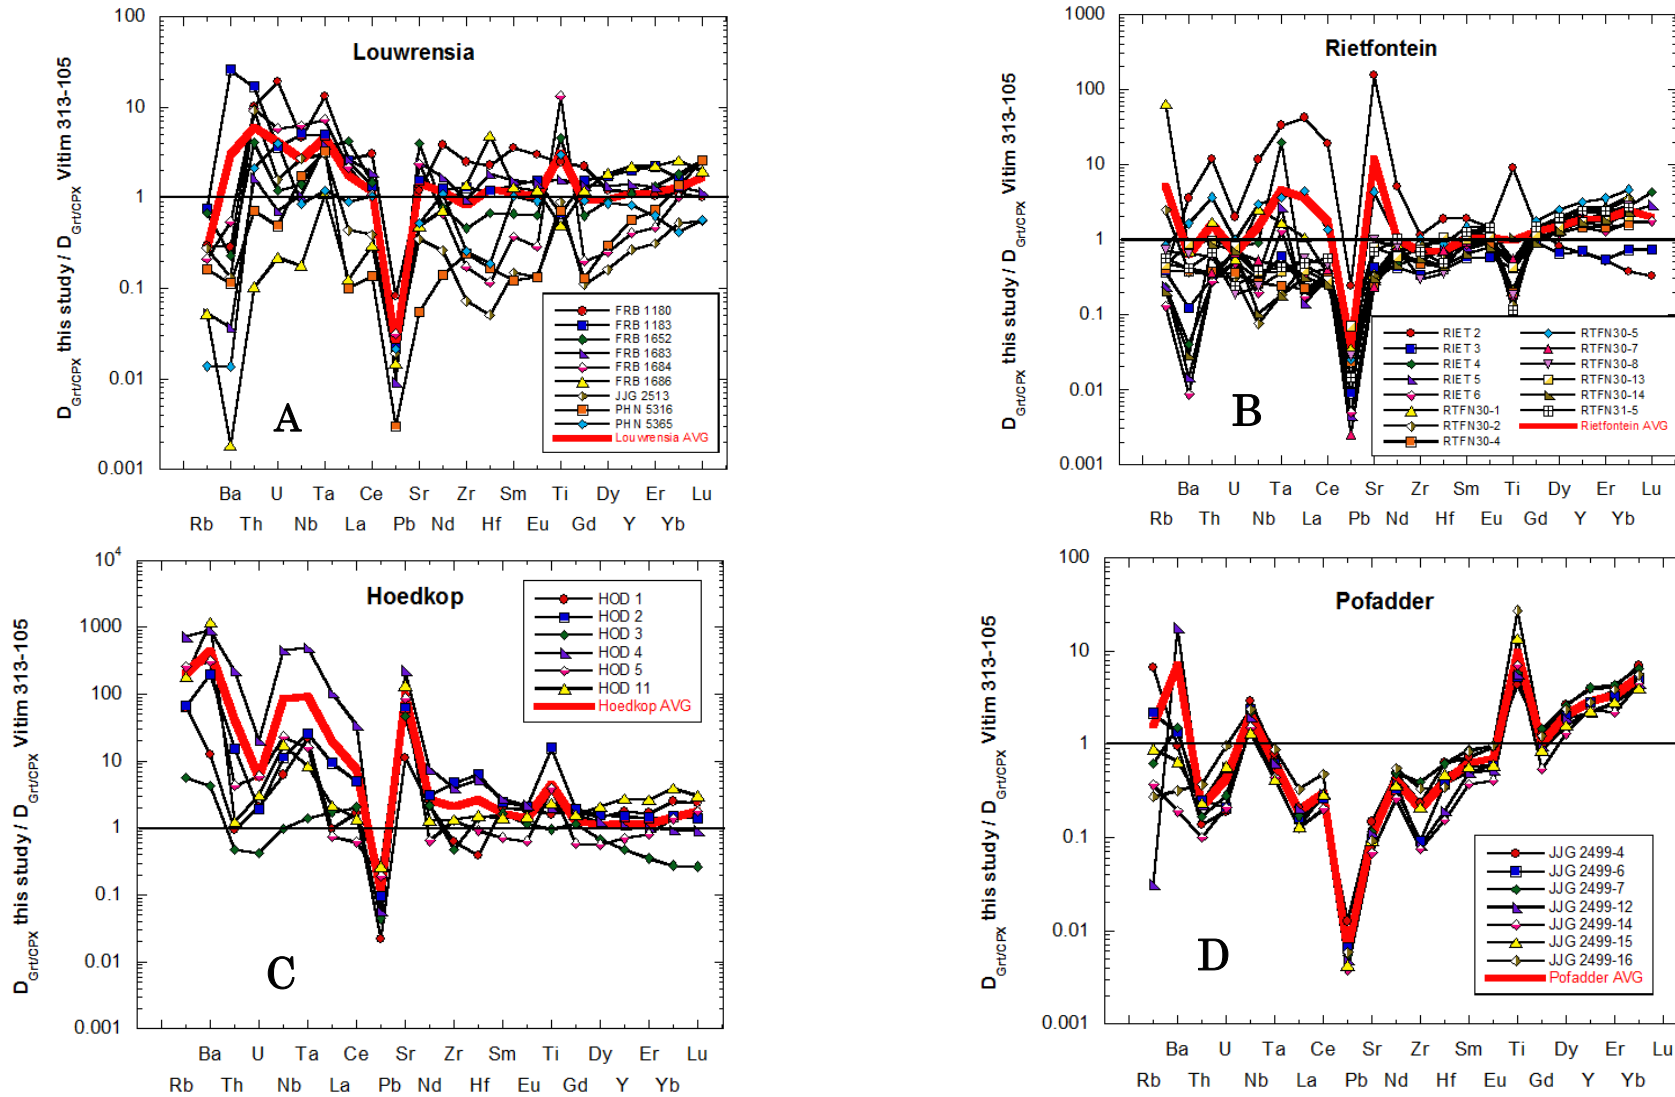 Louwrensia
100
10
1
0.1
0.01
0.001
D Grt/CPX this study / D Grt/CPX Vitim 313-105
A
FRB 1180
FRB 1183
FRB 1652
FRB 1683
FRB 1684
FRB 1686
JJG 2513
PHN 5316
PHN 5365
Louwrensia AVG
Ba U Ta Ce Sr Zr Sm Ti Dy Er Lu
Rb Th Nb La Pb Nd Hf Eu Gd Y Yb
Rietfontein
1000
100
10
1
0.1
0.01
0.001
D Grt/CPX this study / D Grt/CPX Vitim 313-105
B
RIET 2
RIET 3
RIET 4
RIET 5
RIET 6
RTFN30-1
RTFN30-2
RTFN30-4
RTFN30-5
RTFN30-7
RTFN30-8
RTFN30-13
RTFN30-14
RTFN31-5
Rietfontein AVG
Ba U Ta Ce Sr Zr Sm Ti Dy Er Lu
Rb Th Nb La Pb Nd Hf Eu Gd Y Yb
Hoedkop
10^4
1000
100
10
1
0.1
0.01
0.001
D Grt/CPX this study / D Grt/CPX Vitim 313-105
C
HOD 1
HOD 2
HOD 3
HOD 4
HOD 5
HOD 11
Hoedkop AVG
Ba U Ta Ce Sr Zr Sm Ti Dy Er Lu
Rb Th Nb La Pb Nd Hf Eu Gd Y Yb
Pofadder
100
10
1
0.1
0.01
0.001
D Grt/CPX this study / D Grt/CPX Vitim 313-105
D
JJG 2499-4
JJG 2499-6
JJG 2499-7
JJG 2499-12
JJG 2499-14
JJG 2499-15
JJG 2499-16
Pofadder AVG
Ba U Ta Ce Sr Zr Sm Ti Dy Er Lu
Rb Th Nb La Pb Nd Hf Eu Gd Y Yb